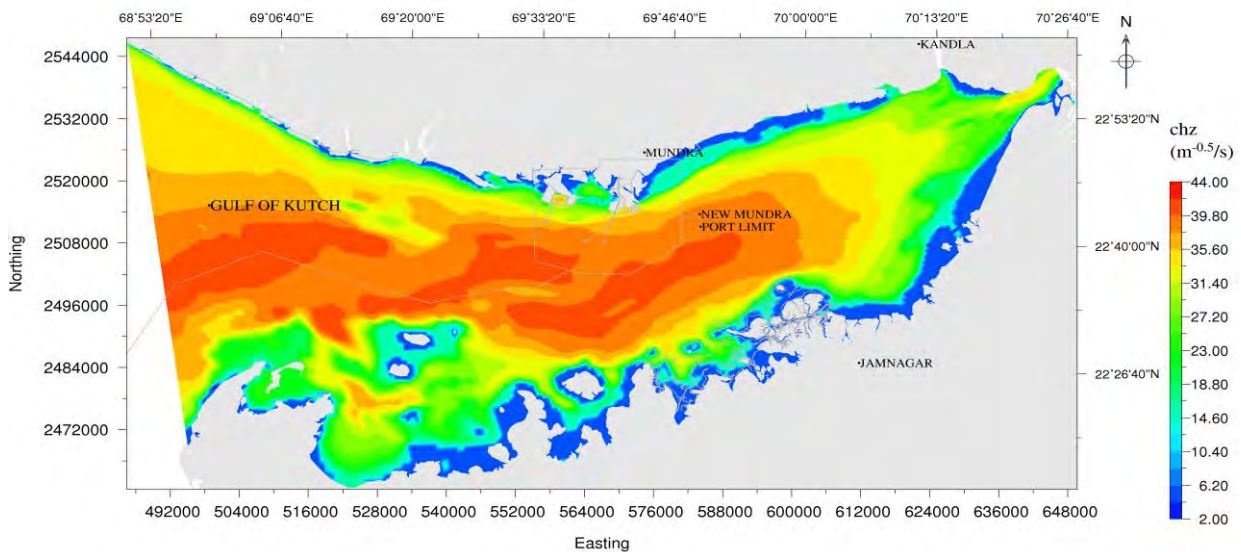 68°53'20"E 69°06'40"E 69°20'00"E 69°33'20"E 69°46'40"E 70°00'00"E 70°13'20"E 70°26'40"E
N
2544000
KANDLA
2532000
22°53'20"N
chz
(m-0.5/s)
MUNDRA
2520000
44.00
GULF OF KUTCH
NEW MUNDRA
PORT LIMIT
39.80
2508000
22°40'00"N
35.60
Northing
31.40
2496000
27.20
23.00
2484000
JAMNAGAR
22°26'40"N
18.80
14.60
2472000
10.40
6.20
2.00
492000 504000 516000 528000 540000 552000 564000 576000 588000 600000 612000 624000 636000 648000
Easting